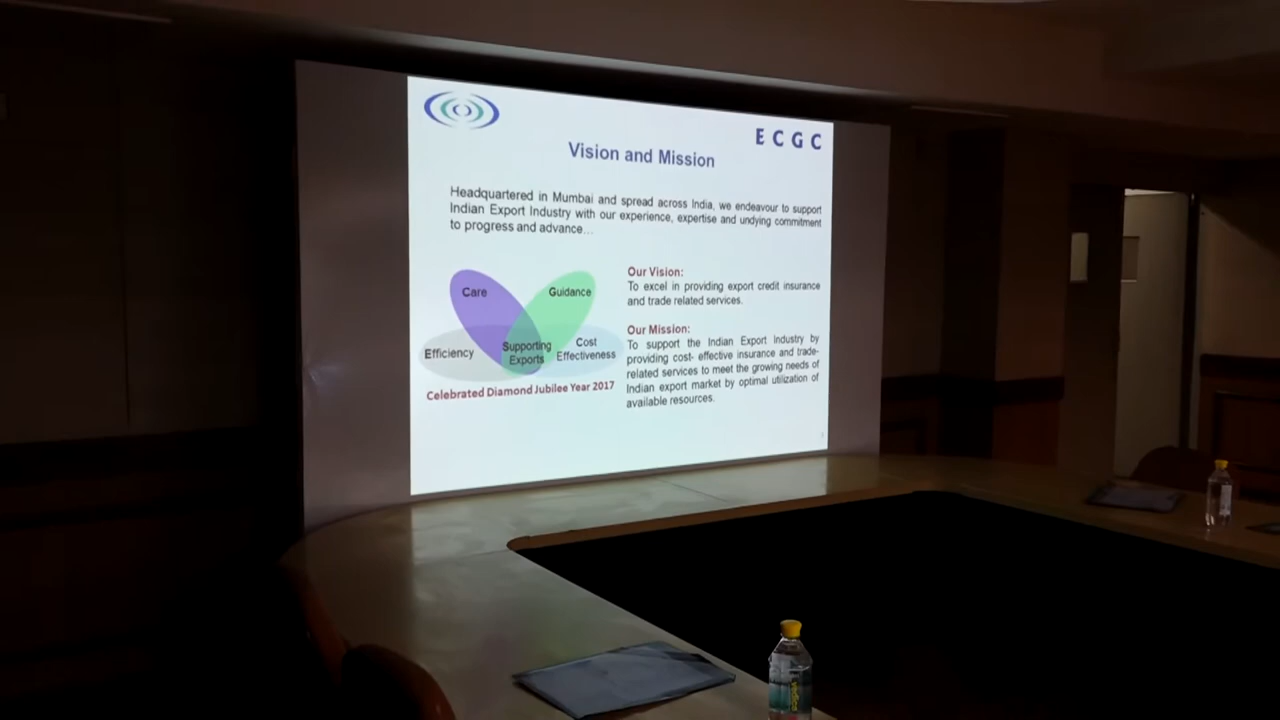 E C G C
Vision and Mission
Headquartered in Mumbai and spread across India, we endeavour to support
Indian Export Industry with our experience, expertise and undying commitment
to progress and advance...
Care
Guidance
Efficiency
Supporting
Exports
Cost
Effectiveness
Celebrated Diamond Jubilee Year 2017
Our Vision:
To excel in providing export credit insurance
and trade related services.
Our Mission:
To support the Indian Export Industry by
providing cost- effective insurance and trade-
related services to meet the growing needs of
Indian export market by optimal utilization of
available resources.